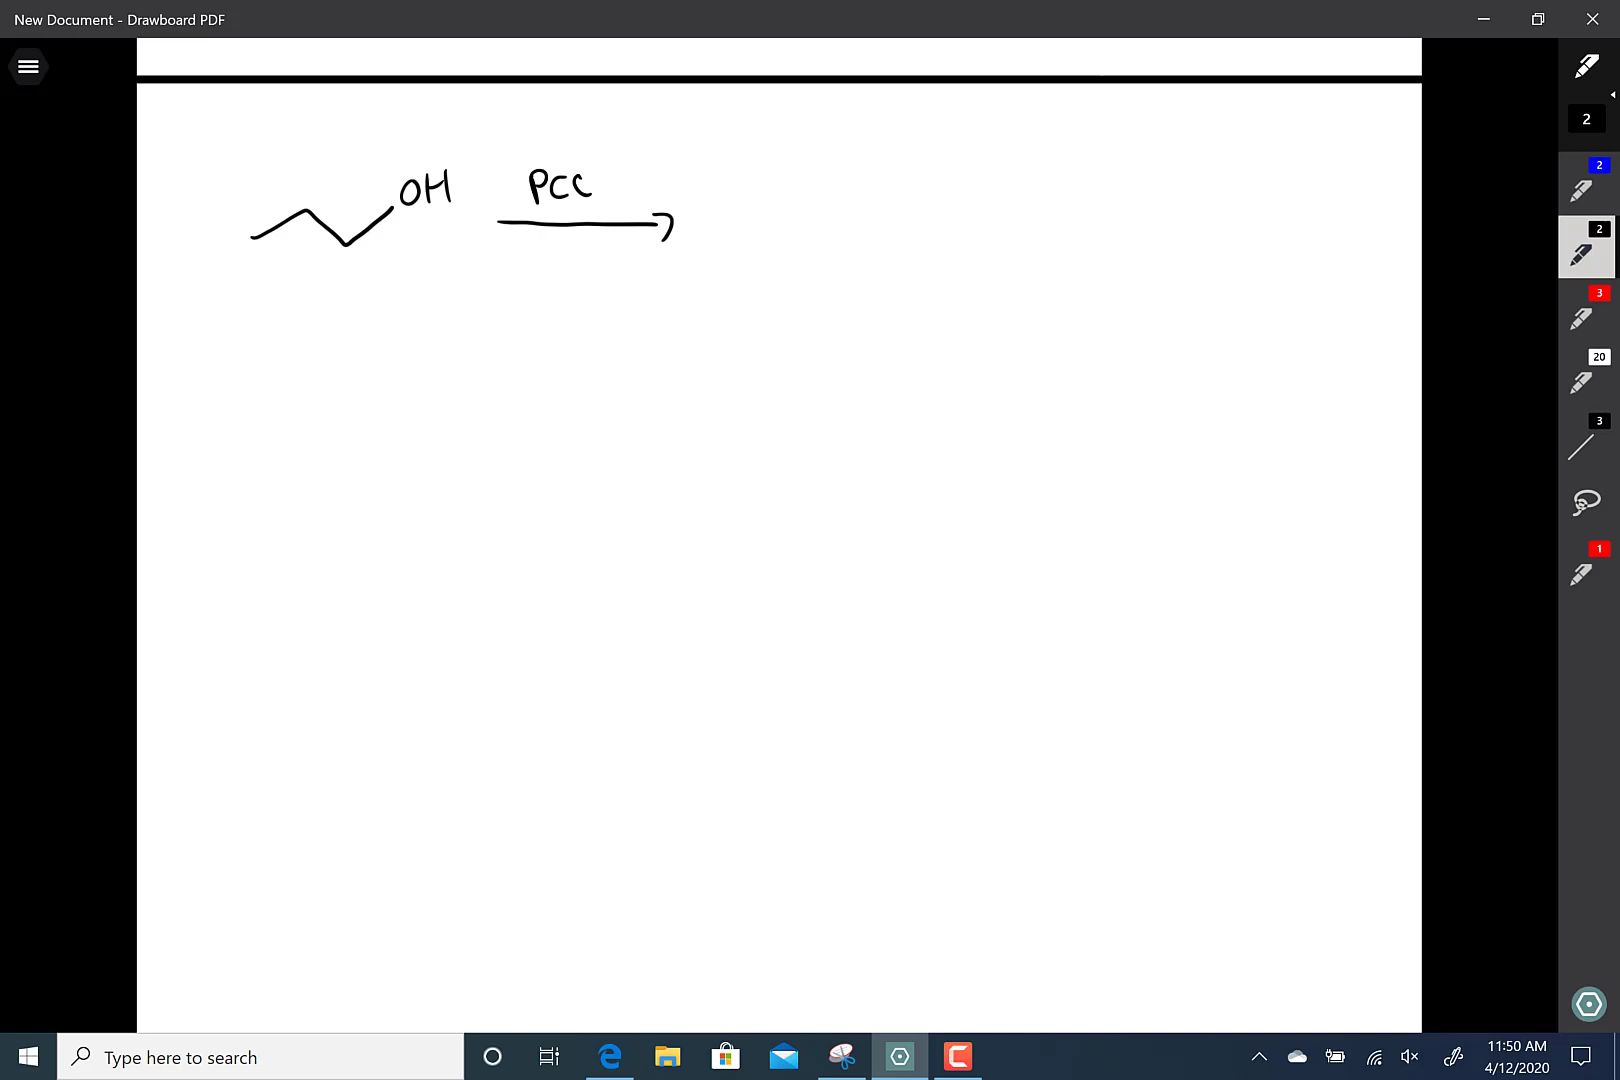 New Document - Drawboard PDF
2
2
OH PCC
2
3
20
3
1
Type here to search
11:50 AM
4/12/2020